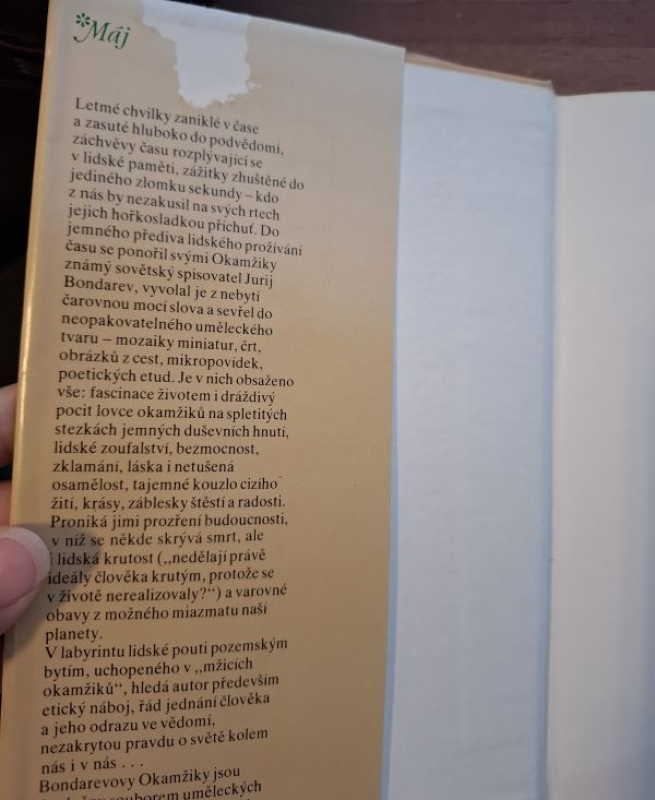 *Máj
Letmé chvilky zaniklé v čase
a zasuté hluboko do podvědomí,
záchvěvy času rozplývající se
v lidské paměti, zážitky zhuštěné do
jediného zlomku sekundy – kdo
z nás by nezakusil na svých rtech
jejich hořkosladkou příchuť. Do
jemného přediva lidského prožívání
času se ponořil svými Okamžiky
známý sovětský spisovatel Jurij
Bondarev, vyvolal je z nebytí
čarovnou mocí slova a sevřel do
neopakovatelného uměleckého
tvaru – mozaiky miniatur, črt,
obrázků z cest, mikropovídek,
poetických etud. Je v nich obsaženo
vše: fascinace životem i dráždivý
pocit lovce okamžiků na spletitých
stezkách jemných duševních hnutí,
lidské zoufalství, bezmocnost,
zklamání, láska i netušená
osamělost, tajemné kouzlo cizího
žití, krásy, záblesky štěstí a radosti.
Proniká jimi prozření budoucnosti,
v níž se někde skrývá smrt, ale
i lidská krutost („nedělají právě
ideály člověka krutým, protože se
v životě nerealizovaly?“) a varovné
obavy z možného miazmatu naší
planety.
V labyrintu lidské pouti pozemským
bytím, uchopeného v „mžicích
okamžiků“, hledá autor především
etický náboj, řád jednání člověka
a jeho odrazu ve vědomí,
nezakrytou pravdu o světě kolem
nás i v nás . . .
Bondarevovy Okamžiky jsou
souborem uměleckých